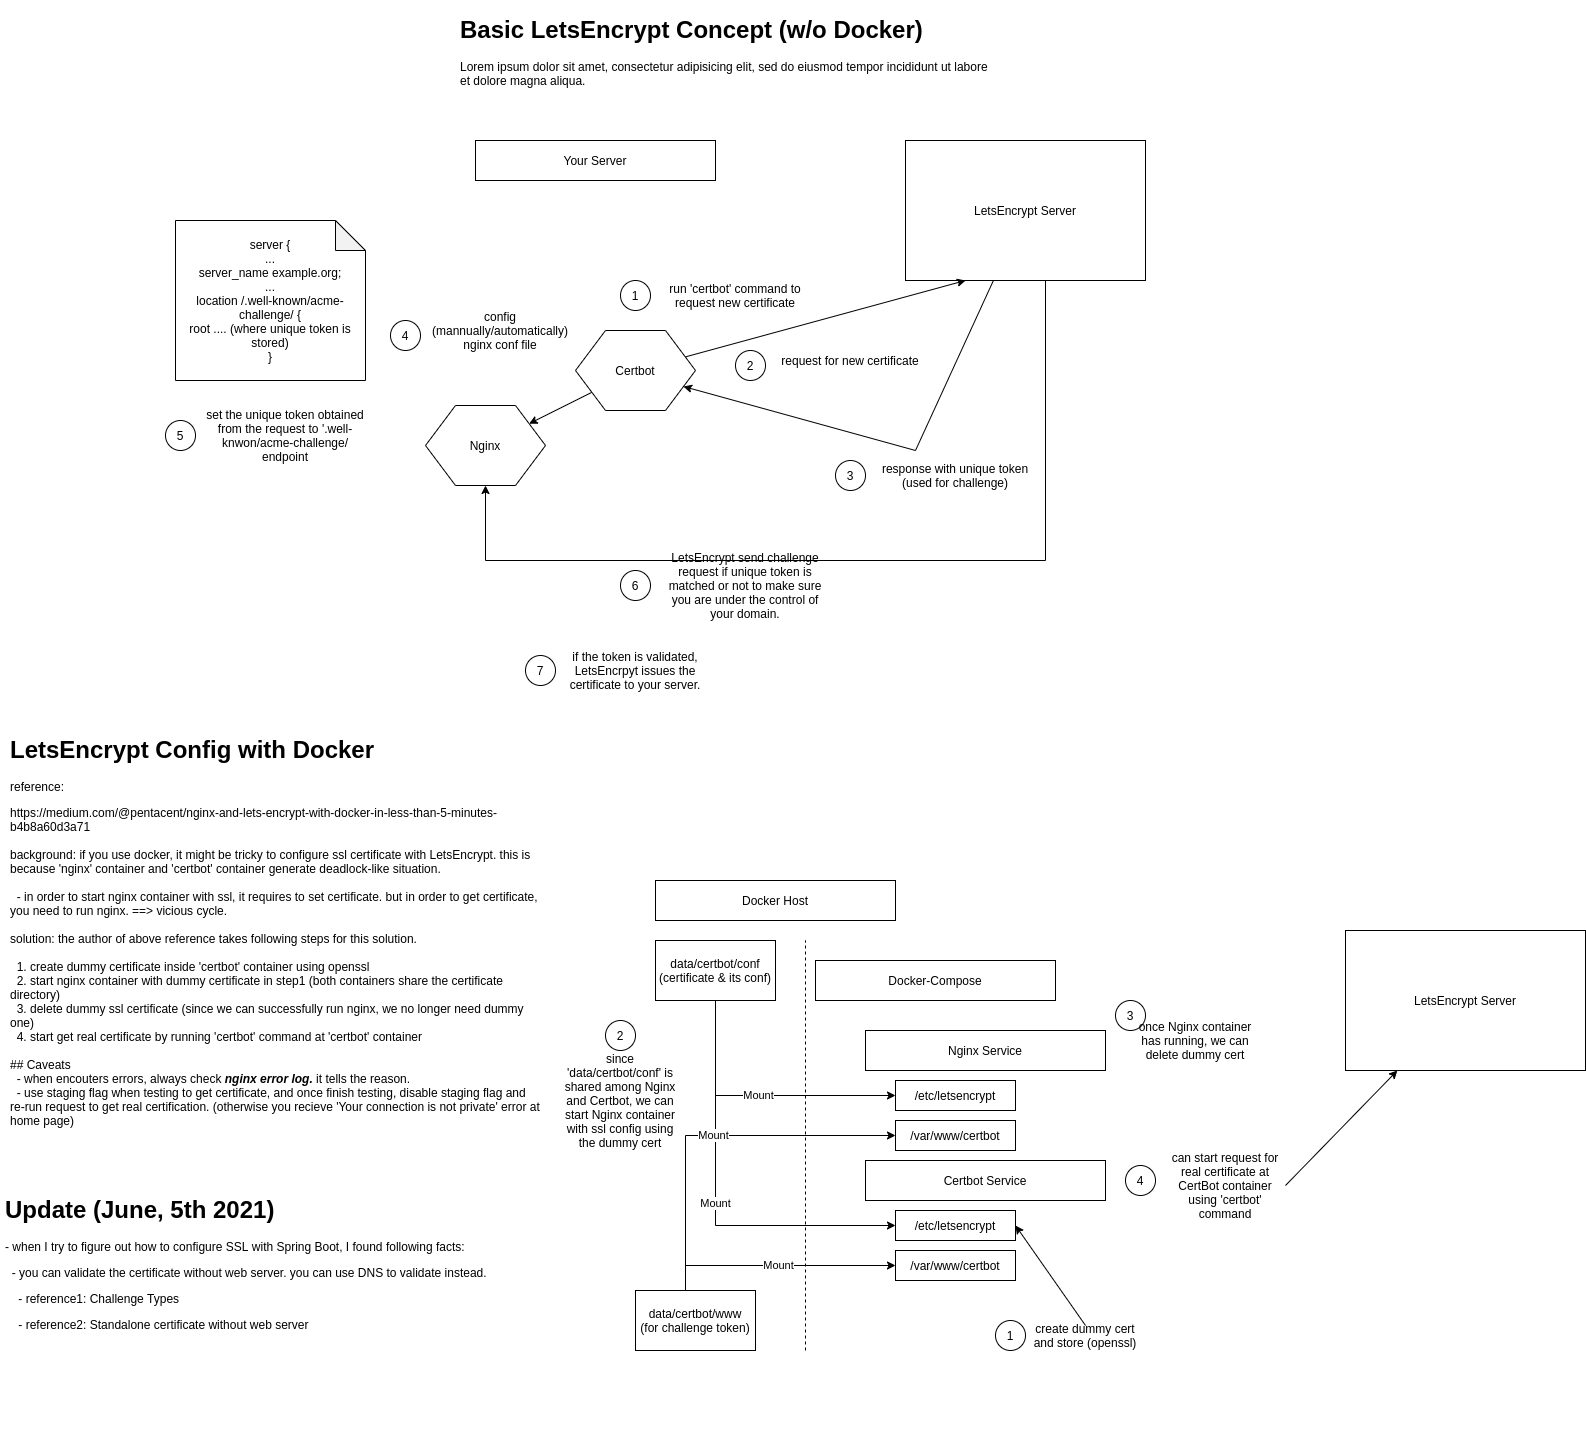 Basic LetsEncrypt Concept (w/o Docker)
Lorem ipsum dolor sit amet, consectetur adipisicing elit, sed do eiusmod tempor incididunt ut labore
et dolore magna aliqua.
Your Server
LetsEncrypt Server
server {
...
server_name example.org;
...
location /.well-known/acme-
challenge/ {
root .... (where unique token is
stored)
}
1
run 'certbot' command to
request new certificate
4
config
(mannually/automatically)
nginx conf file
Certbot
2
request for new certificate
5
set the unique token obtained
from the request to '.well-
knwon/acme-challenge/
endpoint
Nginx
3
response with unique token
(used for challenge)
6
LetsEncrypt send challenge
request if unique token is
matched or not to make sure
you are under the control of
your domain.
7
if the token is validated,
LetsEncrpyt issues the
certificate to your server.
LetsEncrypt Config with Docker
reference:
https://medium.com/@pentacent/nginx-and-lets-encrypt-with-docker-in-less-than-5-minutes-
b4b8a60d3a71
background: if you use docker, it might be tricky to configure ssl certificate with LetsEncrypt. this is
because 'nginx' container and 'certbot' container generate deadlock-like situation.
- in order to start nginx container with ssl, it requires to set certificate. but in order to get certificate,
you need to run nginx. ==> vicious cycle.
solution: the author of above reference takes following steps for this solution.
1. create dummy certificate inside 'certbot' container using openssl
2. start nginx container with dummy certificate in step1 (both containers share the certificate
directory)
3. delete dummy ssl certificate (since we can successfully run nginx, we no longer need dummy
one)
4. start get real certificate by running 'certbot' command at 'certbot' container
## Caveats
- when encouters errors, always check nginx error log. it tells the reason.
- use staging flag when testing to get certificate, and once finish testing, disable staging flag and
re-run request to get real certification. (otherwise you recieve 'Your connection is not private' error at
home page)
Docker Host
data/certbot/conf
(certificate & its conf)
Docker-Compose
LetsEncrypt Server
2
since
'data/certbot/conf' is
shared among Nginx
and Certbot, we can
start Nginx container
with ssl config using
the dummy cert
Nginx Service
3
once Nginx container
has running, we can
delete dummy cert
Mount
/etc/letsencrypt
Mount
/var/www/certbot
Certbot Service
4
can start request for
real certificate at
CertBot container
using 'certbot'
command
Mount
/etc/letsencrypt
Mount
/var/www/certbot
data/certbot/www
(for challenge token)
1
create dummy cert
and store (openssl)
Update (June, 5th 2021)
- when I try to figure out how to configure SSL with Spring Boot, I found following facts:
- you can validate the certificate without web server. you can use DNS to validate instead.
- reference1: Challenge Types
- reference2: Standalone certificate without web server